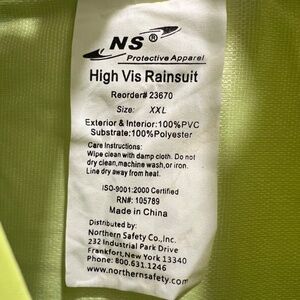 NS®
Protective Apparel
High Vis Rainsuit
Reorder# 23670
Size: XXL
Exterior & Interior:100%PVC
Substrate:100%Polyester
Care Instructions:
Wipe clean with damp cloth. Do not
dry clean,machine wash,or iron.
Line dry away from heat.
ISO-9001:2000 Certified
RN#: 105789
Made in China
Distributed by:
Northern Safety Co.,Inc.
232 Industrial Park Drive
Frankfort,New York 13340
Phone: 800.631.1246
www.northernsafety.com